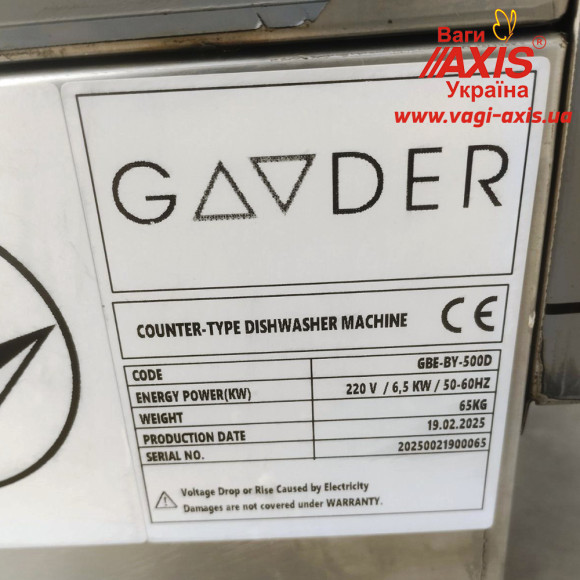 Ваги
AXIS®
Україна
www.vagi-axis.ua
GΔ∇DER
COUNTER-TYPE DISHWASHER MACHINE CE
CODE GBE-BY-500D
ENERGY POWER(KW) 220 V / 6,5 KW / 50-60HZ
WEIGHT 65KG
PRODUCTION DATE 19.02.2025
SERIAL NO. 20250021900065
Voltage Drop or Rise Caused by Electricity
Damages are not covered under WARRANTY.